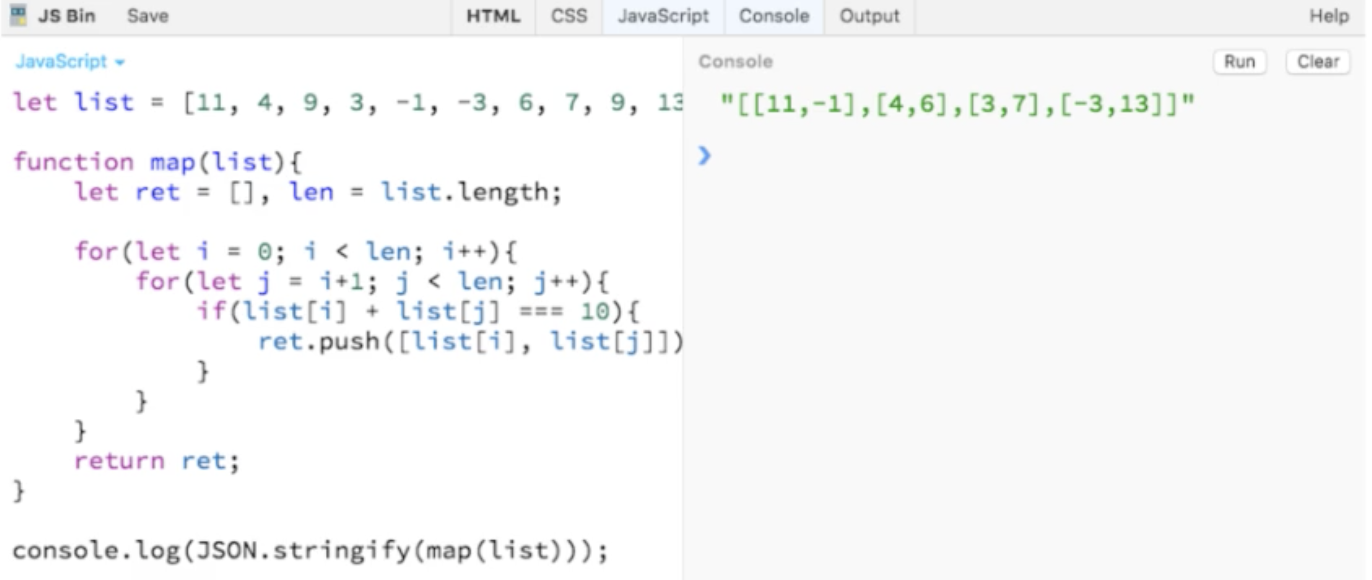 JS Bin Save HTML CSS JavaScript Console Output Help
JavaScript
let list = [11, 4, 9, 3, -1, -3, 6, 7, 9, 13
function map(list){
let ret = [], len = list.length;
for(let i = 0; i < len; i++){
for(let j = i+1; j < len; j++){
if(list[i] + list[j] === 10){
ret.push([list[i], list[j]])
}
}
}
return ret;
}
console.log(JSON.stringify(map(list)));
Console Run Clear
"[[11,-1],[4,6],[3,7],[-3,13]]"